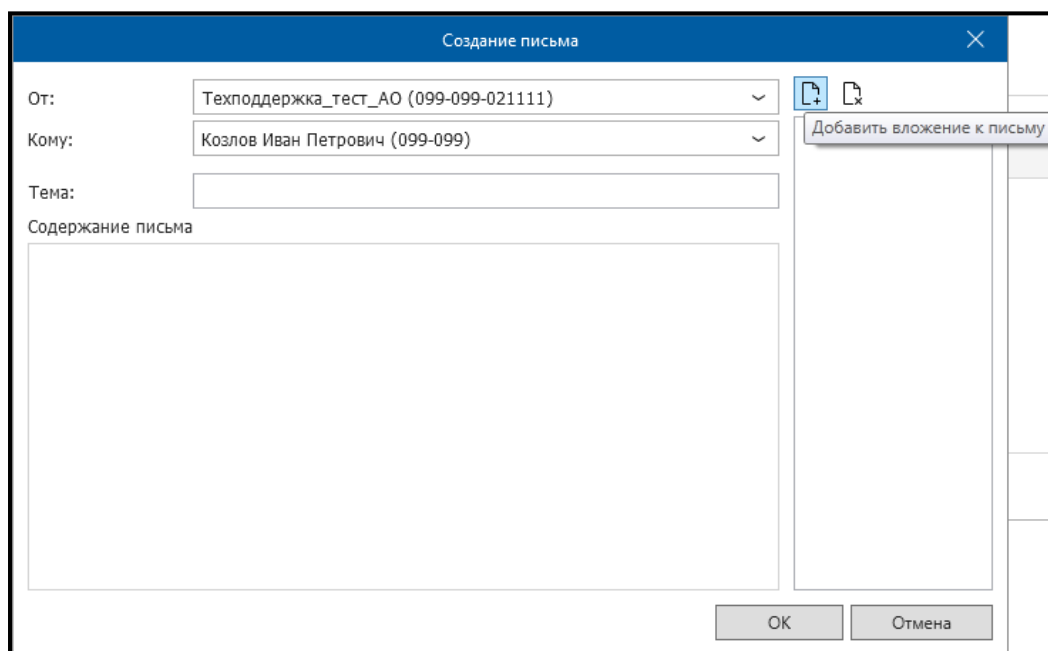 Создание письма
От:
Техподдержка_тест_АО (099-099-021111)
Добавить вложение к письму
Кому:
Козлов Иван Петрович (099-099)
Тема:
Содержание письма
OK
Отмена